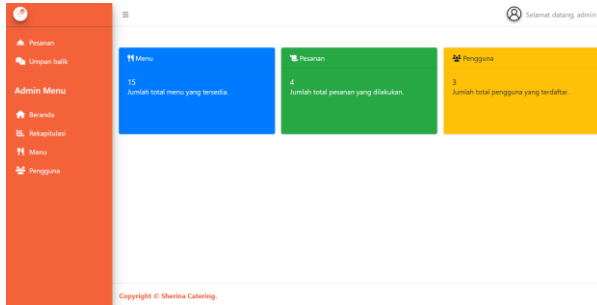 Selamat datang, admin
Pesanan
Umpan balik
Admin Menu
Beranda
Rekapitulasi
Menu
Pengguna
Menu
15
Jumlah total menu yang tersedia.
Pesanan
4
Jumlah total pesanan yang dilakukan.
Pengguna
3
Jumlah total pengguna yang terdaftar.
Copyright © Sherina Catering.